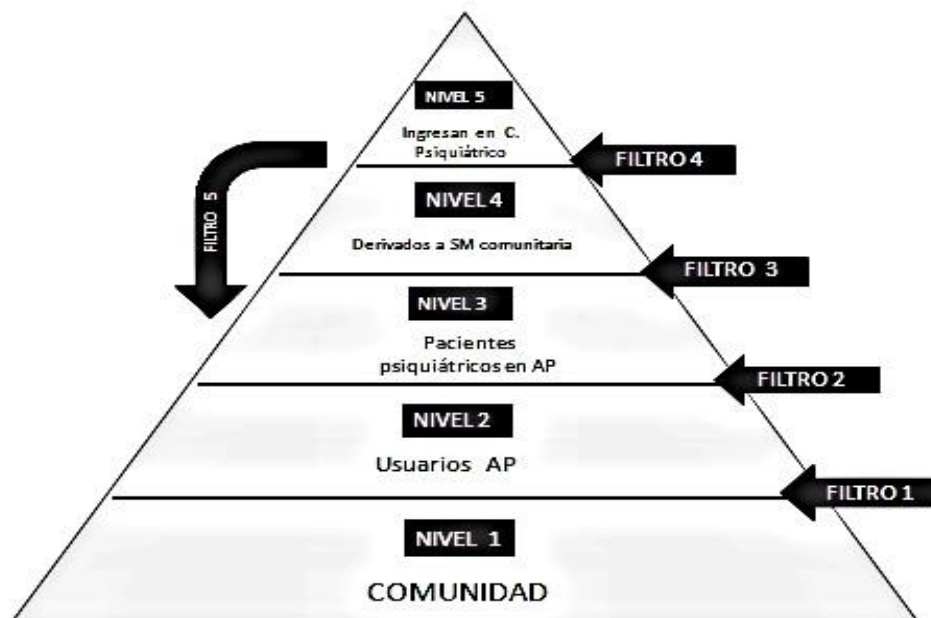 NIVEL 5
Ingresan en C.
Psiquiátrico
FILTRO 4
NIVEL 4
FILTRO 5
Derivados a SM comunitaria
FILTRO 3
NIVEL 3
Pacientes
psiquiátricos en AP
FILTRO 2
NIVEL 2
Usuarios AP
FILTRO 1
NIVEL 1
COMUNIDAD